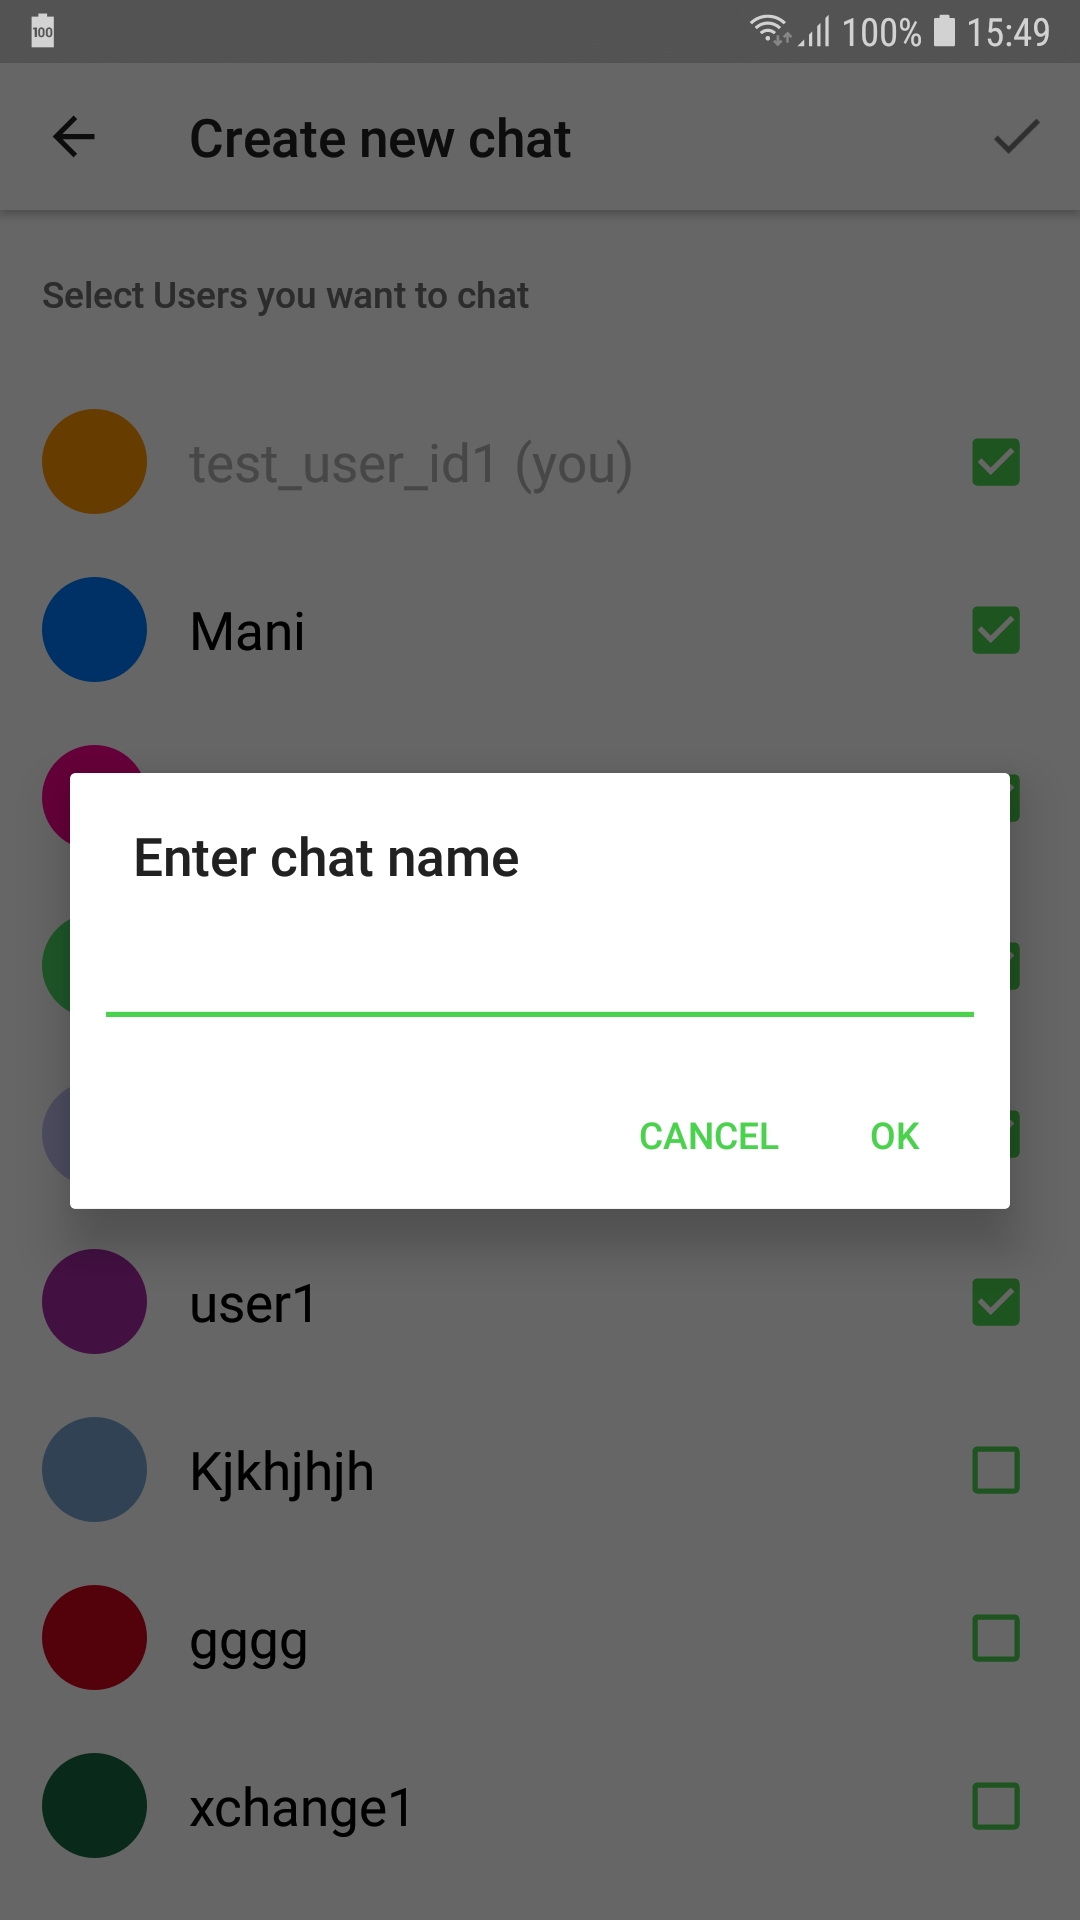 100
100% 15:49
Create new chat
Select Users you want to chat
test_user_id1 (you)
Mani
Enter chat name
CANCEL OK
user1
Kjkhjhjh
gggg
xchange1